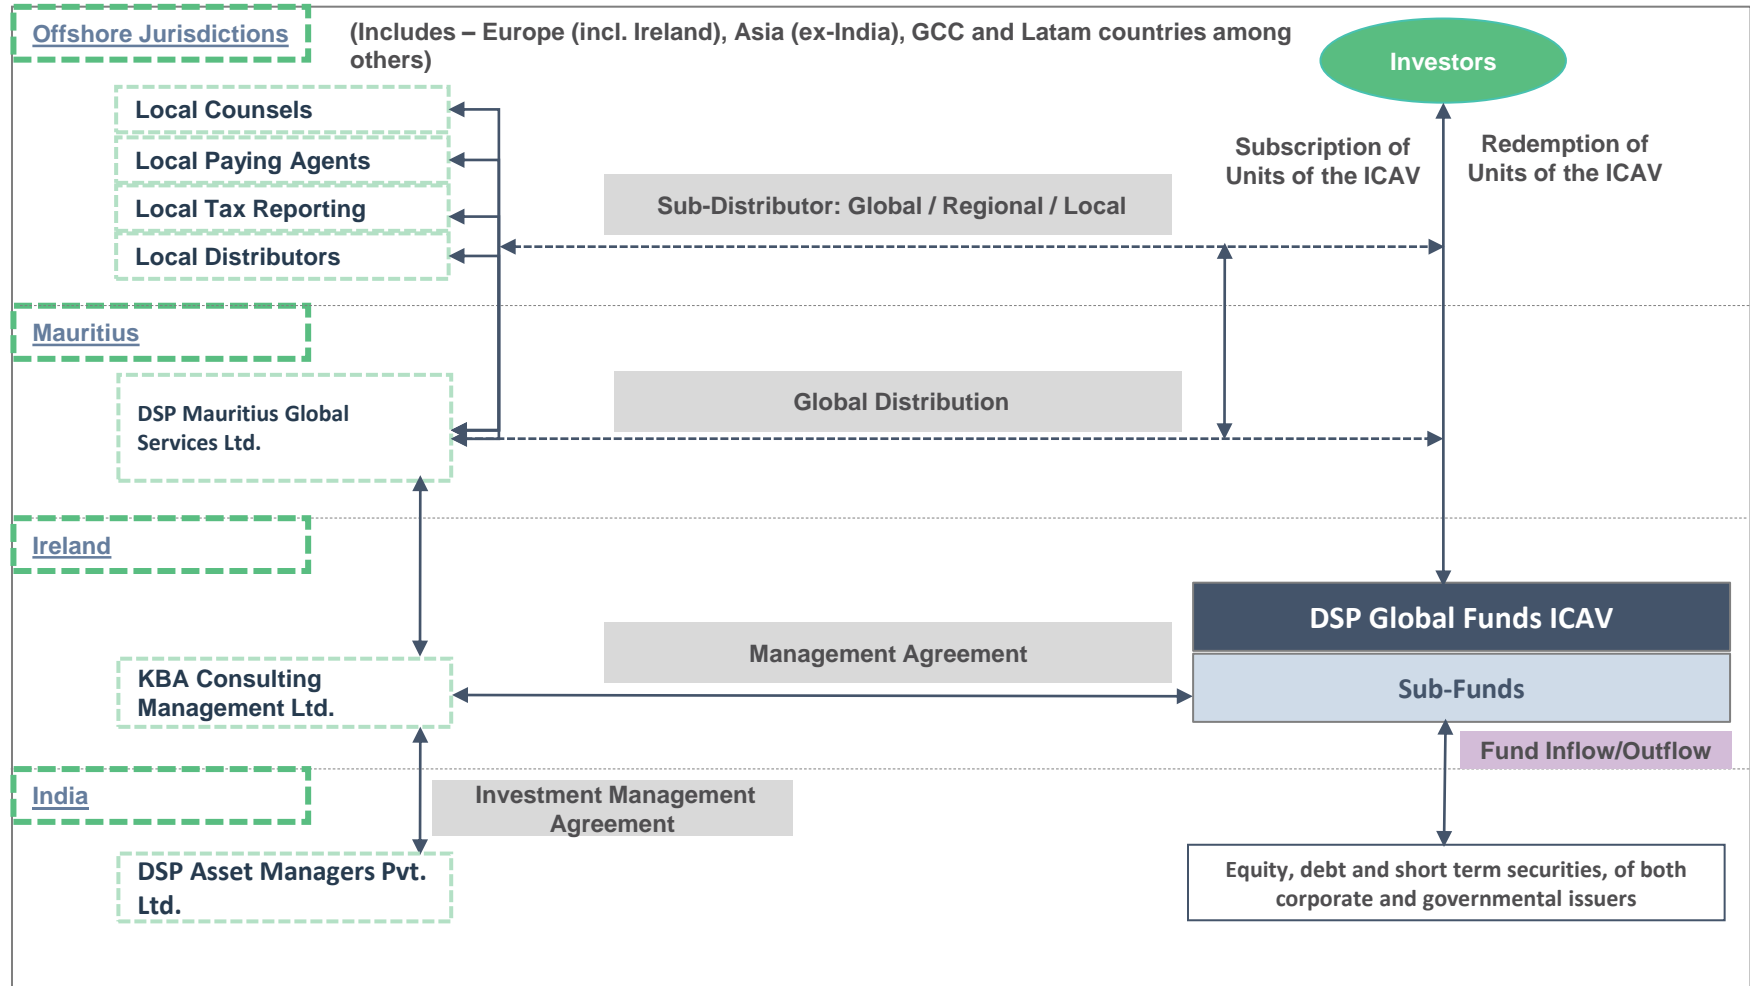 Offshore Jurisdictions
(Includes – Europe (incl. Ireland), Asia (ex-India), GCC and Latam countries among
others)
Investors
Local Counsels
Local Paying Agents
Local Tax Reporting
Local Distributors
Subscription of
Units of the ICAV
Redemption of
Units of the ICAV
Sub-Distributor: Global / Regional / Local
Mauritius
DSP Mauritius Global
Services Ltd.
Global Distribution
Ireland
DSP Global Funds ICAV
Management Agreement
KBA Consulting
Management Ltd.
Sub-Funds
Fund Inflow/Outflow
India
Investment Management
Agreement
DSP Asset Managers Pvt.
Ltd.
Equity, debt and short term securities, of both
corporate and governmental issuers